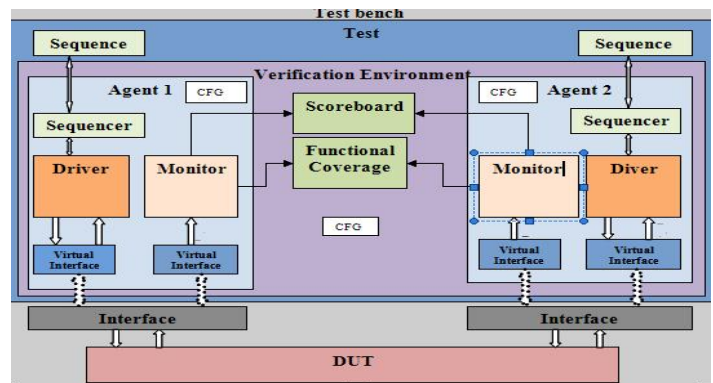 Test bench
Test
Sequence
Sequence
Verification Environment
Agent 1
CFG
CFG
Agent 2
Scoreboard
Sequencer
Sequencer
Functional
Coverage
Driver
Monitor
Monitor
Diver
CFG
Virtual
Interface
Virtual
Interface
Virtual
Interface
Virtual
Interface
Interface
Interface
DUT